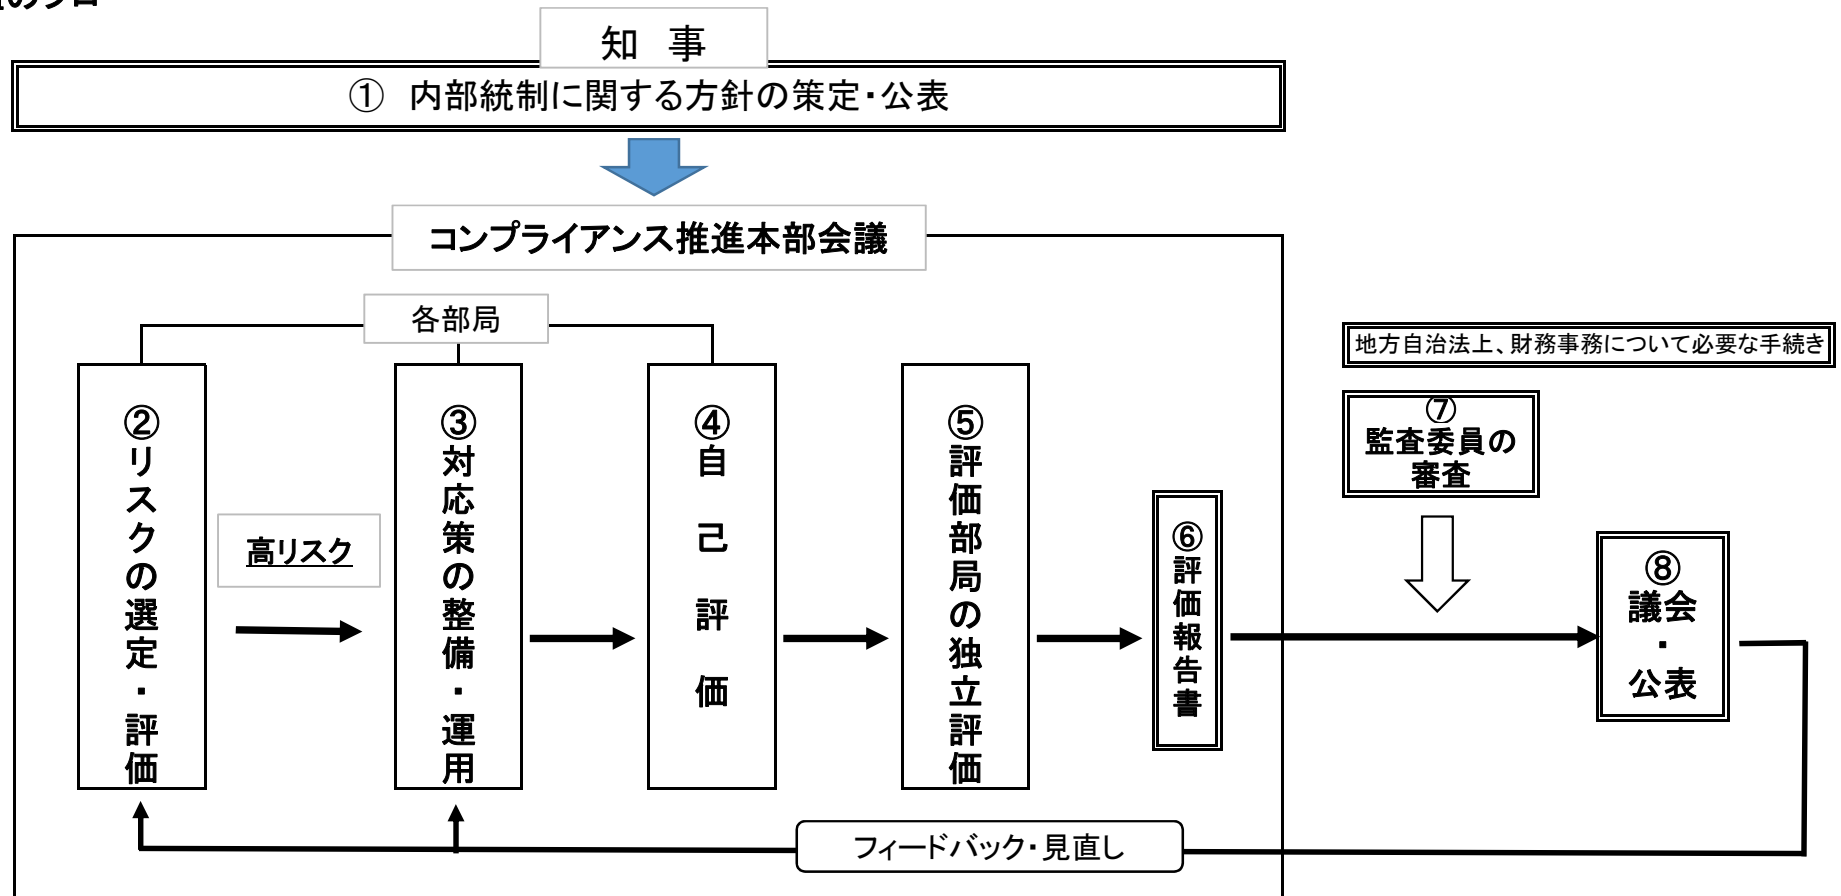 のフロー
知　事
①　内部統制に関する方針の策定・公表
コンプライアンス推進本部会議
各部局
地方自治法上、財務事務について必要な手続き
②リスクの選定・評価
高リスク
③対応策の整備・運用
④自己評価
⑤評価部局の独立評価
⑥評価報告書
⑦
監査委員の
審査
⑧
議会
・
公表
フィードバック・見直し